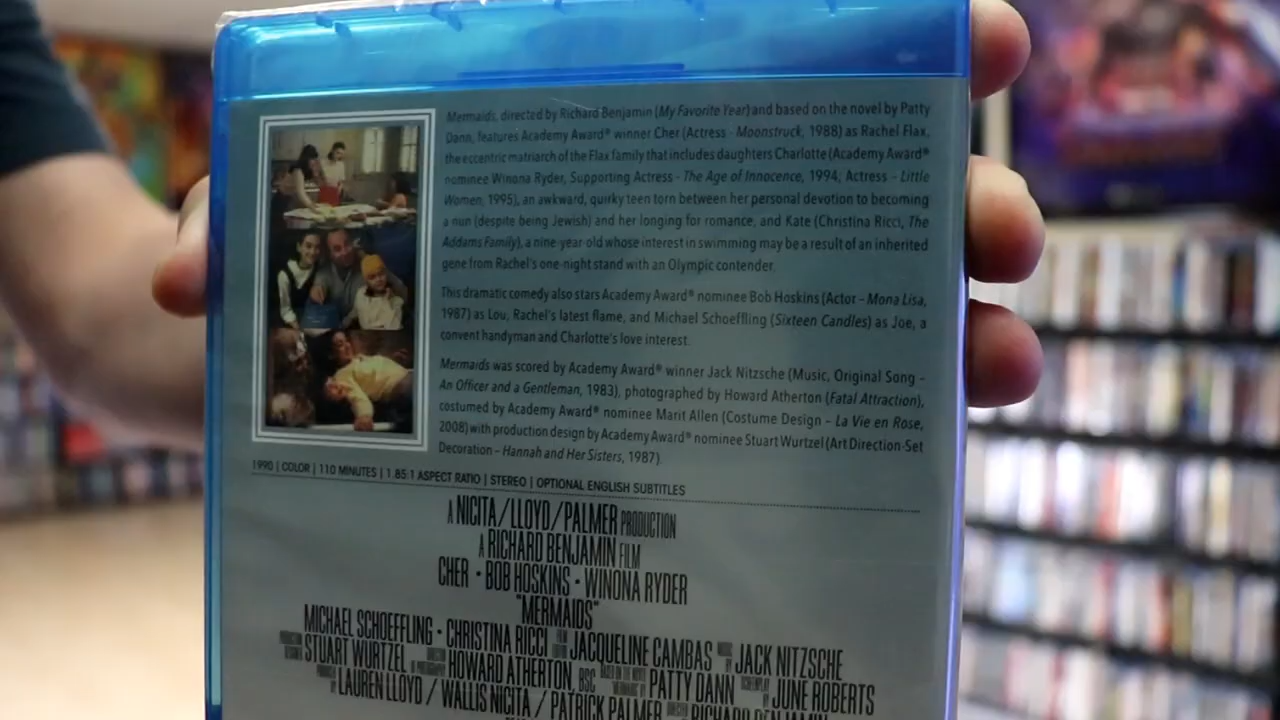 Mermaids, directed by Richard Benjamin (My Favorite Year) and based on the novel by Patty
Dann, features Academy Award® winner Cher (Actress - Moonstruck, 1988) as Rachel Flax,
the eccentric matriarch of the Flax family that includes daughters Charlotte (Academy Award®
nominee Winona Ryder, Supporting Actress - The Age of Innocence, 1994; Actress - Little
Women, 1995), an awkward, quirky teen torn between her personal devotion to becoming
a nun (despite being Jewish) and her longing for romance, and Kate (Christina Ricci, The
Addams Family), a nine-year-old whose interest in swimming may be a result of an inherited
gene from Rachel's one-night stand with an Olympic contender.
This dramatic comedy also stars Academy Award® nominee Bob Hoskins (Actor - Mona Lisa,
1987) as Lou, Rachel's latest flame, and Michael Schoeffling (Sixteen Candles) as Joe, a
convent handyman and Charlotte's love interest.
Mermaids was scored by Academy Award® winner Jack Nitzsche (Music, Original Song -
An Officer and a Gentleman, 1983), photographed by Howard Atherton (Fatal Attraction),
costumed by Academy Award® nominee Marit Allen (Costume Design - La Vie en Rose,
2008) with production design by Academy Award® nominee Stuart Wurtzel (Art Direction-Set
Decoration - Hannah and Her Sisters, 1987).
1990 | COLOR | 110 MINUTES | 1.85:1 ASPECT RATIO | STEREO | OPTIONAL ENGLISH SUBTITLES
A NICITA/LLOYD/PALMER PRODUCTION
A RICHARD BENJAMIN FILM
CHER · BOB HOSKINS · WINONA RYDER
"MERMAIDS"
MICHAEL SCHOEFFLING · CHRISTINA RICCI JACQUELINE CAMBAS JACK NITZSCHE
STUART WURTZEL HOWARD ATHERTON BSC PATTY DANN JUNE ROBERTS
LAUREN LLOYD / WALLIS NICITA / PATRICK PALMER RICHARD BENJAMIN